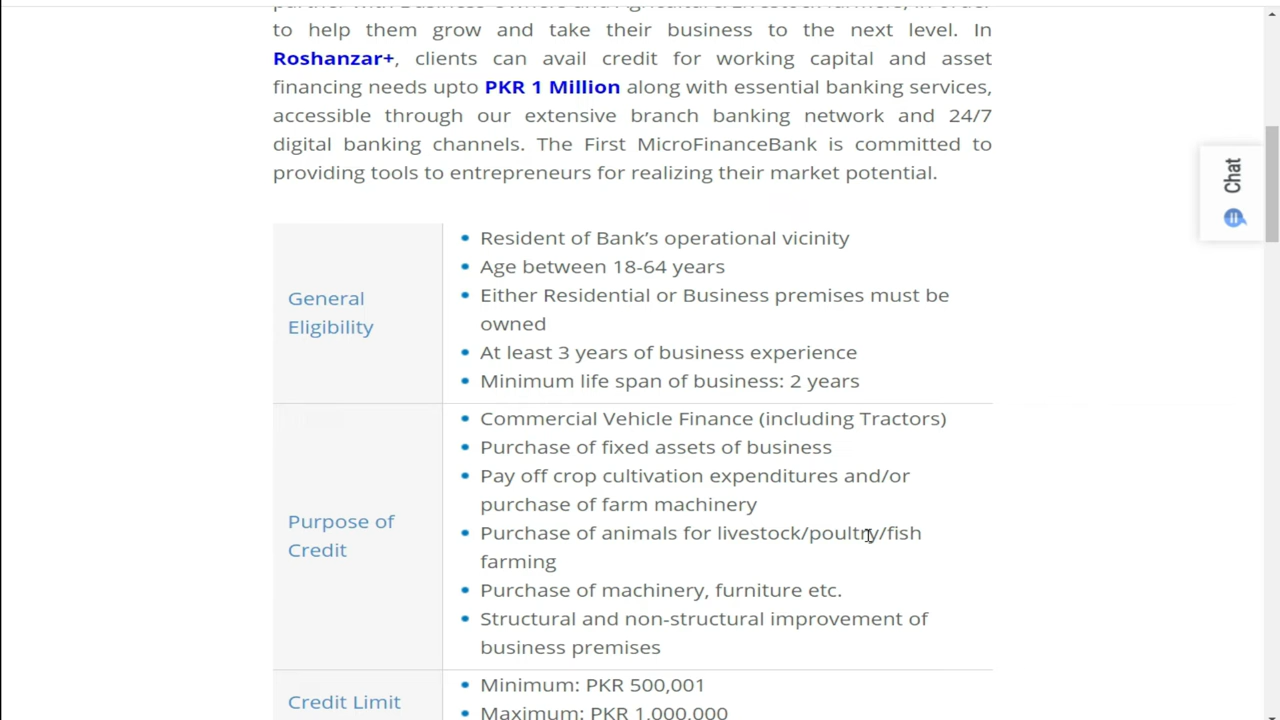 to help them grow and take their business to the next level. In
Roshanzar+, clients can avail credit for working capital and asset
financing needs upto PKR 1 Million along with essential banking services,
accessible through our extensive branch banking network and 24/7
digital banking channels. The First MicroFinanceBank is committed to
providing tools to entrepreneurs for realizing their market potential.
Chat
General
Eligibility
Resident of Bank's operational vicinity
Age between 18-64 years
Either Residential or Business premises must be
owned
At least 3 years of business experience
Minimum life span of business: 2 years
Purpose of
Credit
Commercial Vehicle Finance (including Tractors)
Purchase of fixed assets of business
Pay off crop cultivation expenditures and/or
purchase of farm machinery
Purchase of animals for livestock/poultry/fish
farming
Purchase of machinery, furniture etc.
Structural and non-structural improvement of
business premises
Credit Limit
Minimum: PKR 500,001
Maximum: PKR 1,000,000